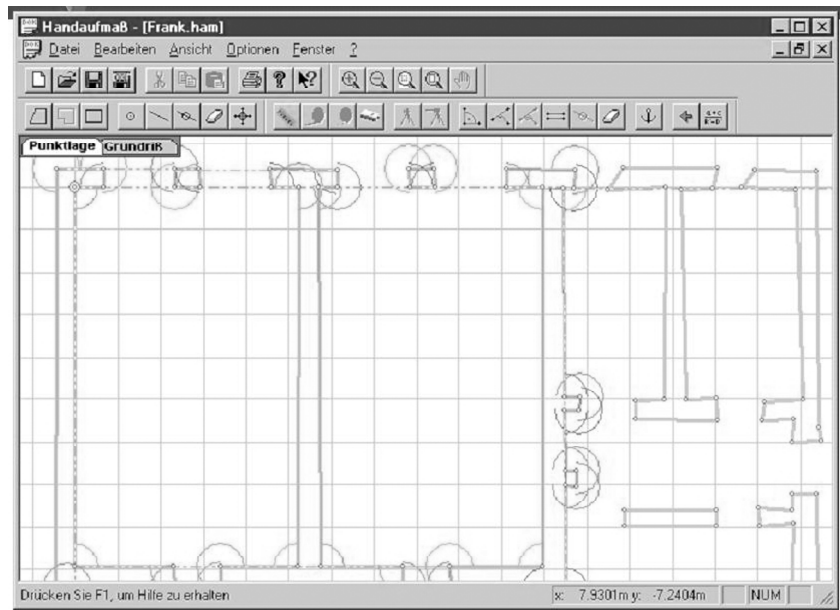 Handaufmaß - [Frank.ham]
Datei Bearbeiten Ansicht Optionen Fenster ?
Punktlage Grundriß
Drücken Sie F1, um Hilfe zu erhalten x: 7.9301m y: -7.2404m NUM